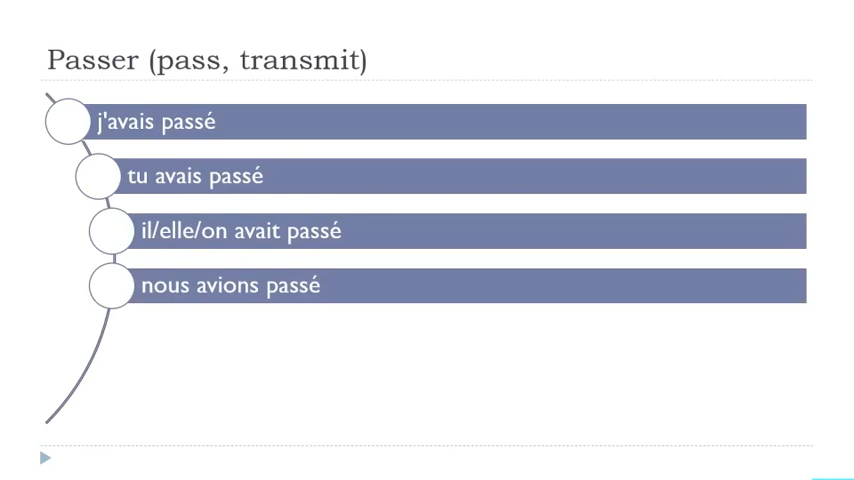 Passer (pass, transmit)
j'avais passé
tu avais passé
il/elle/on avait passé
nous avions passé